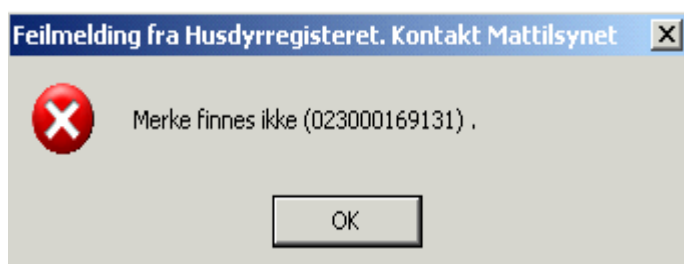 Feilmelding fra Husdyrregisteret. Kontakt Mattilsynet
Merke finnes ikke (023000169131) .
OK